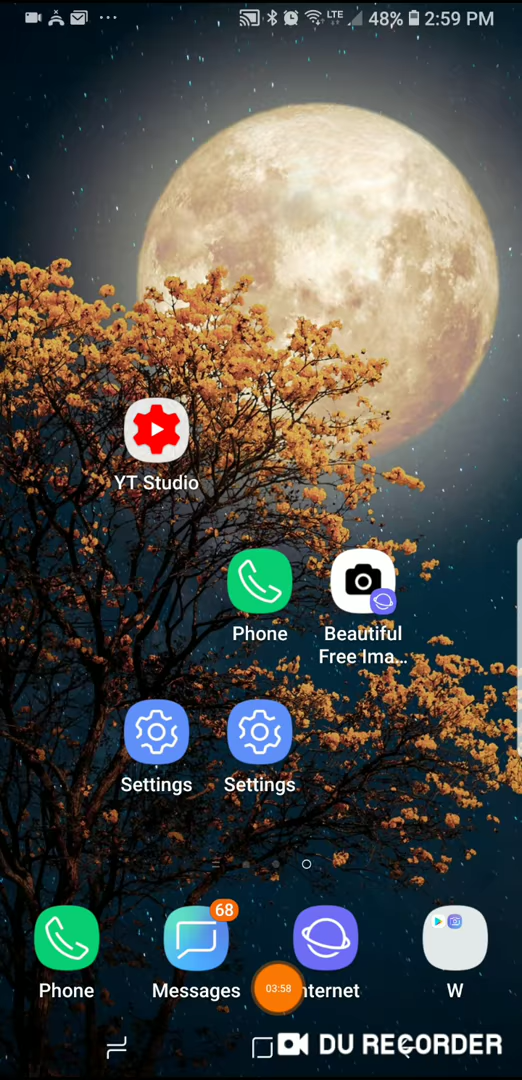 LTE 48% 2:59 PM
YT Studio
Phone
Beautiful
Free Ima...
Settings
Settings
68
Phone
Messages
nternet
W
03:58
DU RECORDER